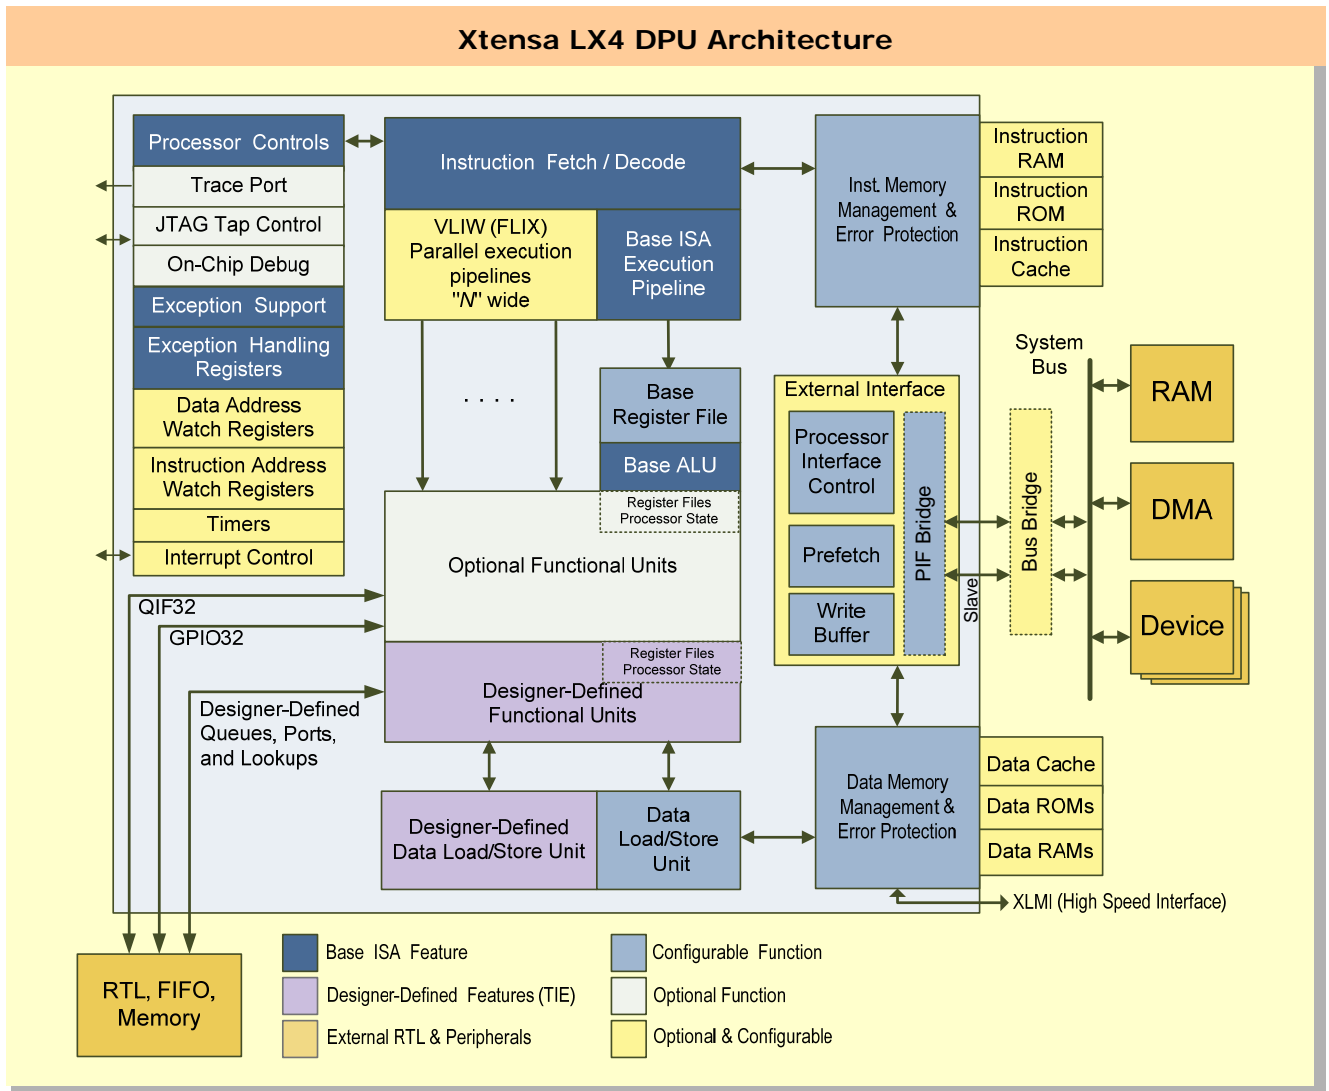 Xtensa LX4 DPU Architecture
Processor Controls
Trace Port
JTAG Tap Control
On-Chip Debug
Exception Support
Exception Handling
Registers
Data Address
Watch Registers
Instruction Address
Watch Registers
Timers
Interrupt Control
Instruction Fetch / Decode
VLIW (FLIX)
Parallel execution
pipelines
"N" wide
Base ISA
Execution
Pipeline
. . . .
Base
Register File
Base ALU
Register Files
Processor State
Optional Functional Units
Register Files
Processor State
Designer-Defined
Functional Units
Designer-Defined
Data Load/Store Unit
Data
Load/Store
Unit
QIF32
GPIO32
Designer-Defined
Queues, Ports,
and Lookups
RTL, FIFO,
Memory
Inst. Memory
Management &
Error Protection
Instruction
RAM
Instruction
ROM
Instruction
Cache
External Interface
Processor
Interface
Control
Prefetch
Write
Buffer
PIF Bridge
Slave
Bus Bridge
System
Bus
RAM
DMA
Device
Data Memory
Management &
Error Protection
Data Cache
Data ROMs
Data RAMs
XLMI (High Speed Interface)
Base ISA Feature
Designer-Defined Features (TIE)
External RTL & Peripherals
Configurable Function
Optional Function
Optional & Configurable